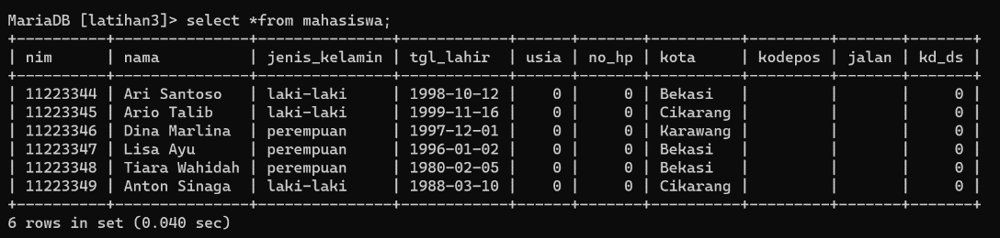 MariaDB [latihan3]> select *from mahasiswa;
+----------+---------------+---------------+------------+------+-------+----------+---------+-------+-------+
| nim      | nama          | jenis_kelamin | tgl_lahir  | usia | no_hp | kota     | kodepos | jalan | kd_ds |
+----------+---------------+---------------+------------+------+-------+----------+---------+-------+-------+
| 11223344 | Ari Santoso   | laki-laki     | 1998-10-12 |    0 |     0 | Bekasi   |         |       |     0 |
| 11223345 | Ario Talib    | laki-laki     | 1999-11-16 |    0 |     0 | Cikarang |         |       |     0 |
| 11223346 | Dina Marlina  | perempuan     | 1997-12-01 |    0 |     0 | Karawang |         |       |     0 |
| 11223347 | Lisa Ayu      | perempuan     | 1996-01-02 |    0 |     0 | Bekasi   |         |       |     0 |
| 11223348 | Tiara Wahidah | perempuan     | 1980-02-05 |    0 |     0 | Bekasi   |         |       |     0 |
| 11223349 | Anton Sinaga  | laki-laki     | 1988-03-10 |    0 |     0 | Cikarang |         |       |     0 |
+----------+---------------+---------------+------------+------+-------+----------+---------+-------+-------+
6 rows in set (0.040 sec)